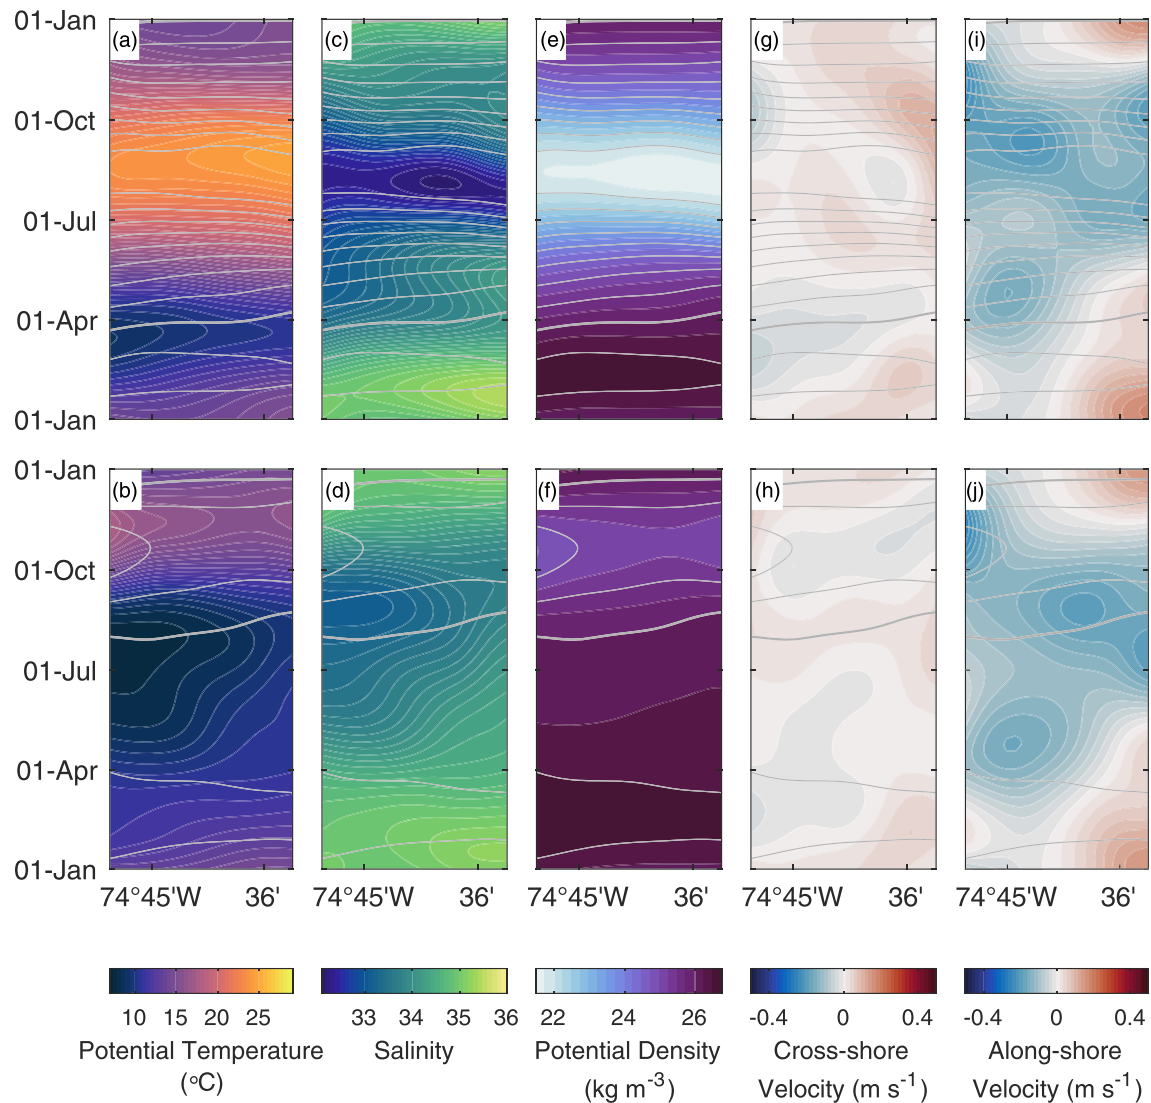 01-Jan
(a) (c) (e) (g) (i)
01-Oct
01-Jul
01-Apr
01-Jan
01-Jan
(b) (d) (f) (h) (j)
01-Oct
01-Jul
01-Apr
01-Jan
74°45'W 36' 74°45'W 36' 74°45'W 36' 74°45'W 36' 74°45'W 36'
10 15 20 25 33 34 35 36 22 24 26 -0.4 0 0.4 -0.4 0 0.4
Potential Temperature Salinity Potential Density Cross-shore Along-shore
(°C) (kg m-3) Velocity (m s-1) Velocity (m s-1)